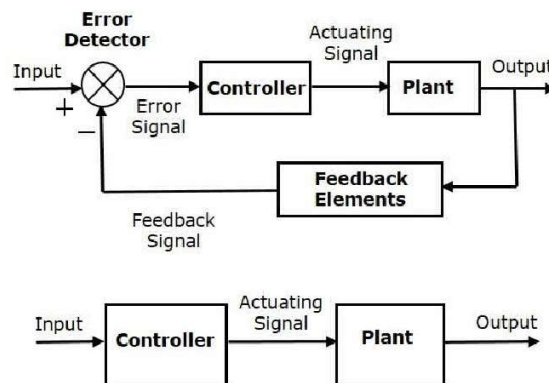 Error
Detector
Input
+
−
Error
Signal
Controller
Actuating
Signal
Plant
Output
Feedback
Elements
Feedback
Signal
Input
Controller
Actuating
Signal
Plant
Output